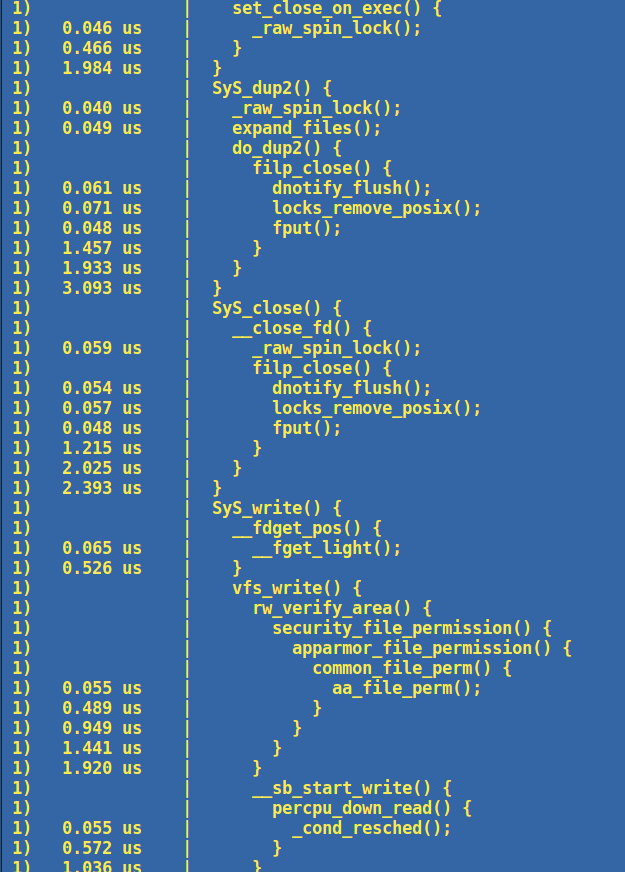 1)               |    set_close_on_exec() {
1)   0.046 us    |      _raw_spin_lock();
1)   0.466 us    |    }
1)   1.984 us    |  }
1)               |  SyS_dup2() {
1)   0.040 us    |    _raw_spin_lock();
1)   0.049 us    |    expand_files();
1)               |    do_dup2() {
1)               |      filp_close() {
1)   0.061 us    |        dnotify_flush();
1)   0.071 us    |        locks_remove_posix();
1)   0.048 us    |        fput();
1)   1.457 us    |      }
1)   1.933 us    |    }
1)   3.093 us    |  }
1)               |  SyS_close() {
1)               |    __close_fd() {
1)   0.059 us    |      _raw_spin_lock();
1)               |      filp_close() {
1)   0.054 us    |        dnotify_flush();
1)   0.057 us    |        locks_remove_posix();
1)   0.048 us    |        fput();
1)   1.215 us    |      }
1)   2.025 us    |    }
1)   2.393 us    |  }
1)               |  SyS_write() {
1)               |    __fdget_pos() {
1)   0.065 us    |      __fget_light();
1)   0.526 us    |    }
1)               |    vfs_write() {
1)               |      rw_verify_area() {
1)               |        security_file_permission() {
1)               |          apparmor_file_permission() {
1)               |            common_file_perm() {
1)   0.055 us    |              aa_file_perm();
1)   0.489 us    |            }
1)   0.949 us    |          }
1)   1.441 us    |        }
1)   1.920 us    |      }
1)               |      __sb_start_write() {
1)               |        percpu_down_read() {
1)   0.055 us    |          _cond_resched();
1)   0.572 us    |        }
1)   1.036 us    |      }